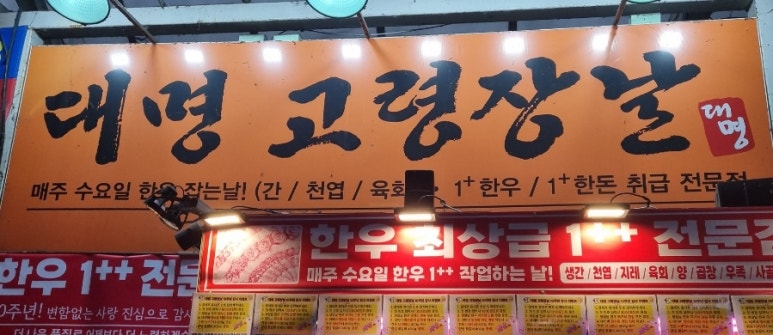 대명 고령장날
대명
매주 수요일 한우 잡는날! (간 / 천엽 / 육회 1+한우 / 1+한돈 취급 전문점
한우 최상급 1++ 전문
매주 수요일 한우 1++ 작업하는 날!
생간 / 천엽 / 지레 / 육회 / 양 / 곱창 / 우족 / 사골
한우 1++ 전문
0주년! 변함없는 사랑 진심으로 감사